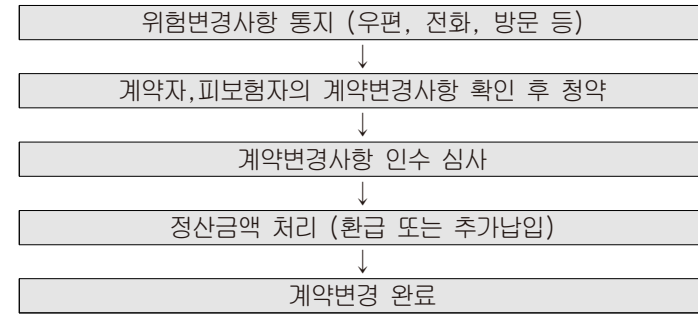 위험변경사항 통지 (우편, 전화, 방문 등)
↓
계약자,피보험자의 계약변경사항 확인 후 청약
↓
계약변경사항 인수 심사
↓
정산금액 처리 (환급 또는 추가납입)
↓
계약변경 완료